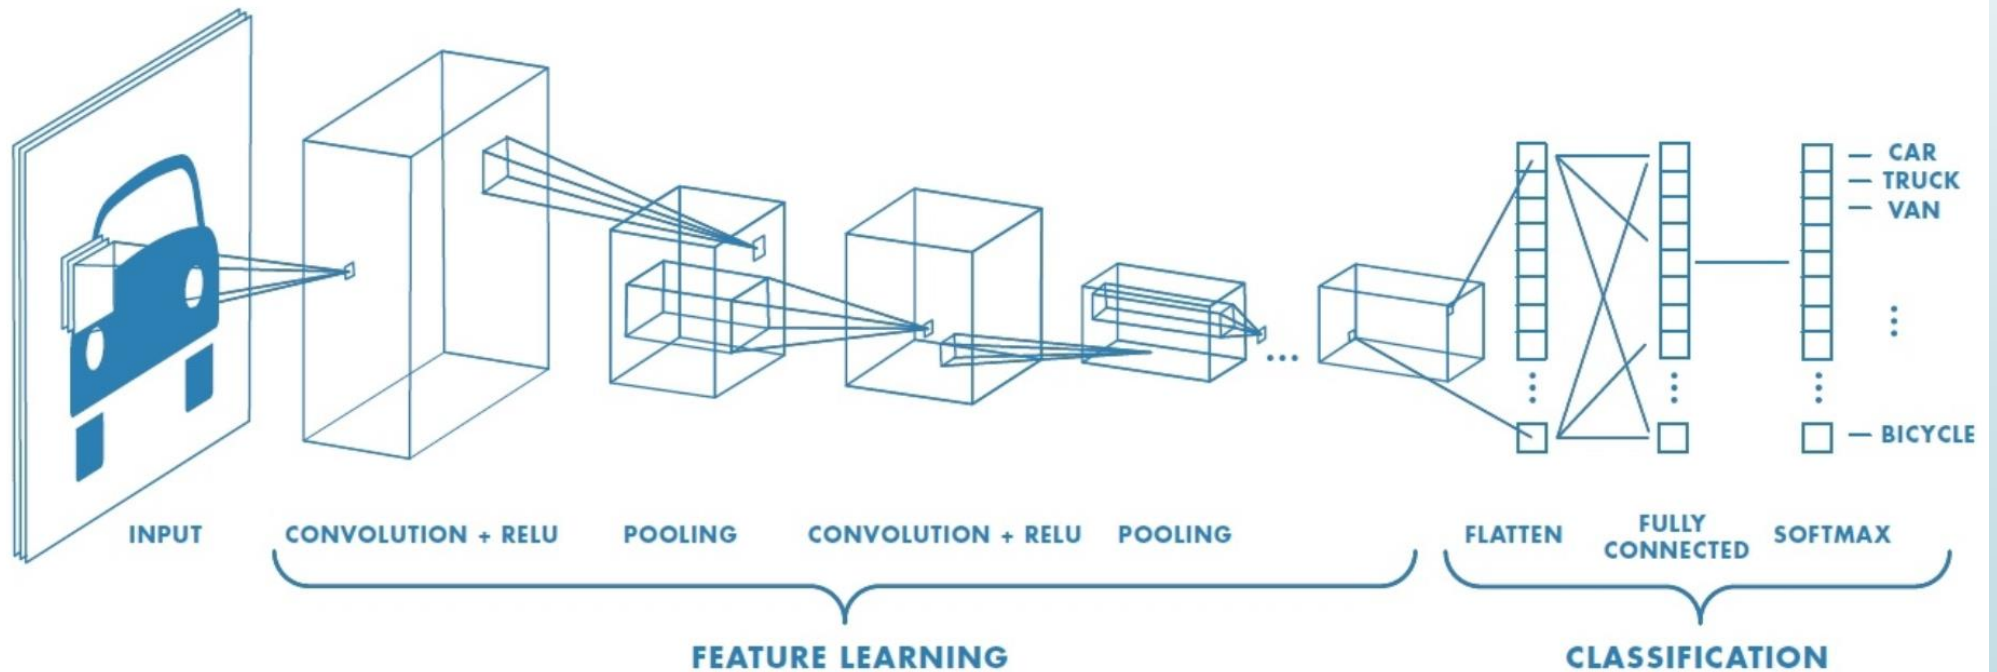 CAR
TRUCK
VAN
BICYCLE
INPUT
CONVOLUTION + RELU
POOLING
CONVOLUTION + RELU
POOLING
FLATTEN
FULLY
CONNECTED
SOFTMAX
FEATURE LEARNING
CLASSIFICATION